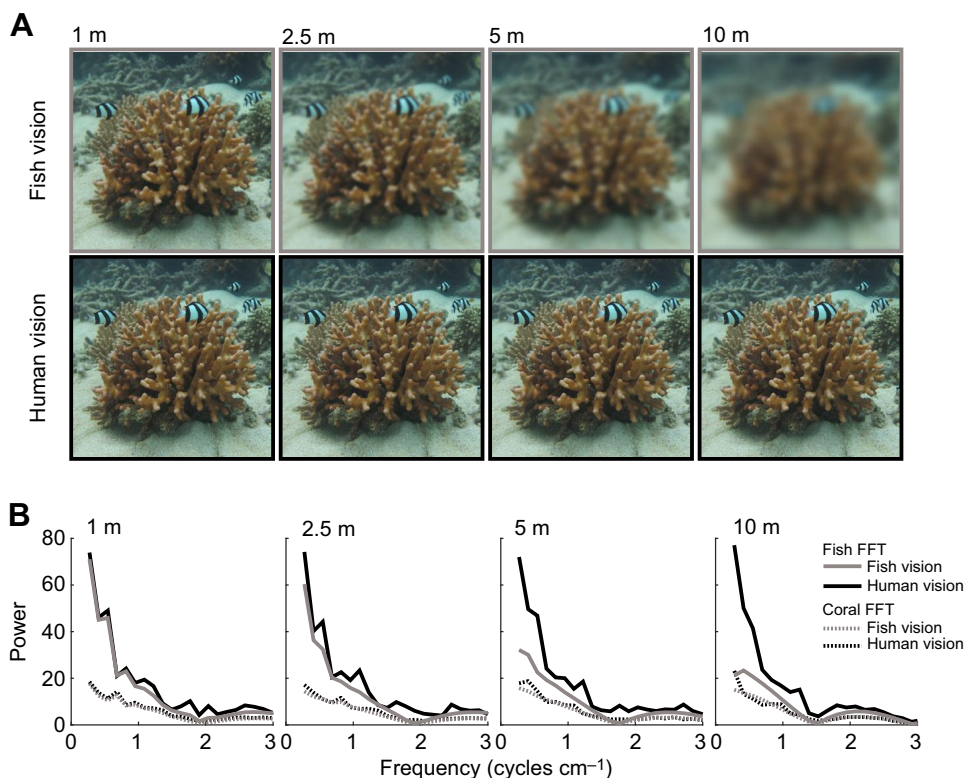 A
1 m 2.5 m 5 m 10 m
Fish vision
Human vision
B
1 m 2.5 m 5 m 10 m
80
60
40
20
0
Power
Fish FFT
Fish vision
Human vision
Coral FFT
Fish vision
Human vision
0 1 2 3 0 1 2 3 0 1 2 3 0 1 2 3
Frequency (cycles cm–1)